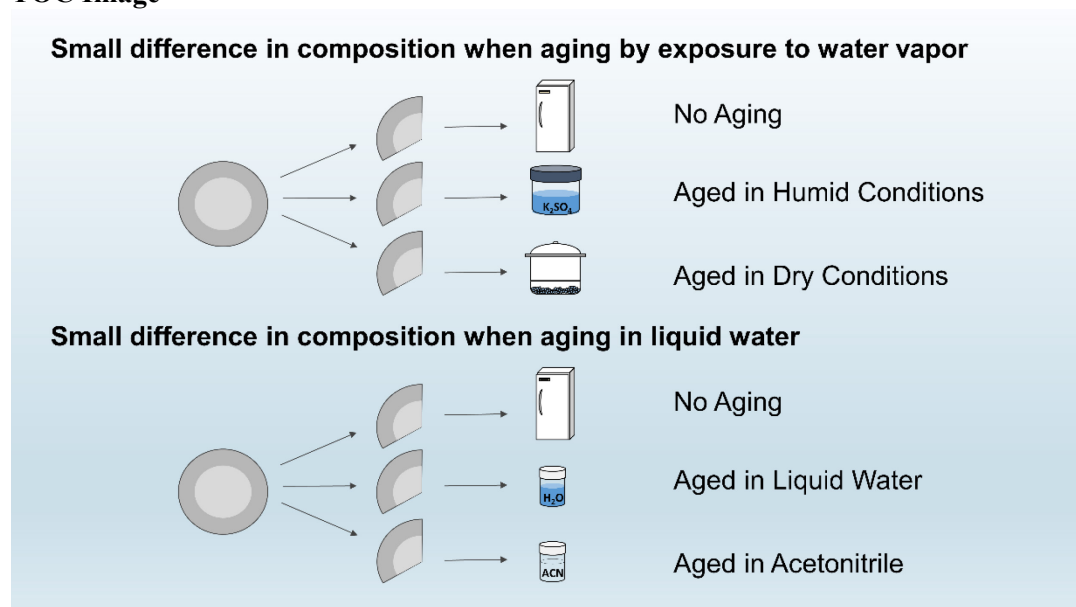 TOC Image
Small difference in composition when aging by exposure to water vapor
No Aging
K₂SO₄
Aged in Humid Conditions
Aged in Dry Conditions
Small difference in composition when aging in liquid water
No Aging
H₂O
Aged in Liquid Water
ACN
Aged in Acetonitrile